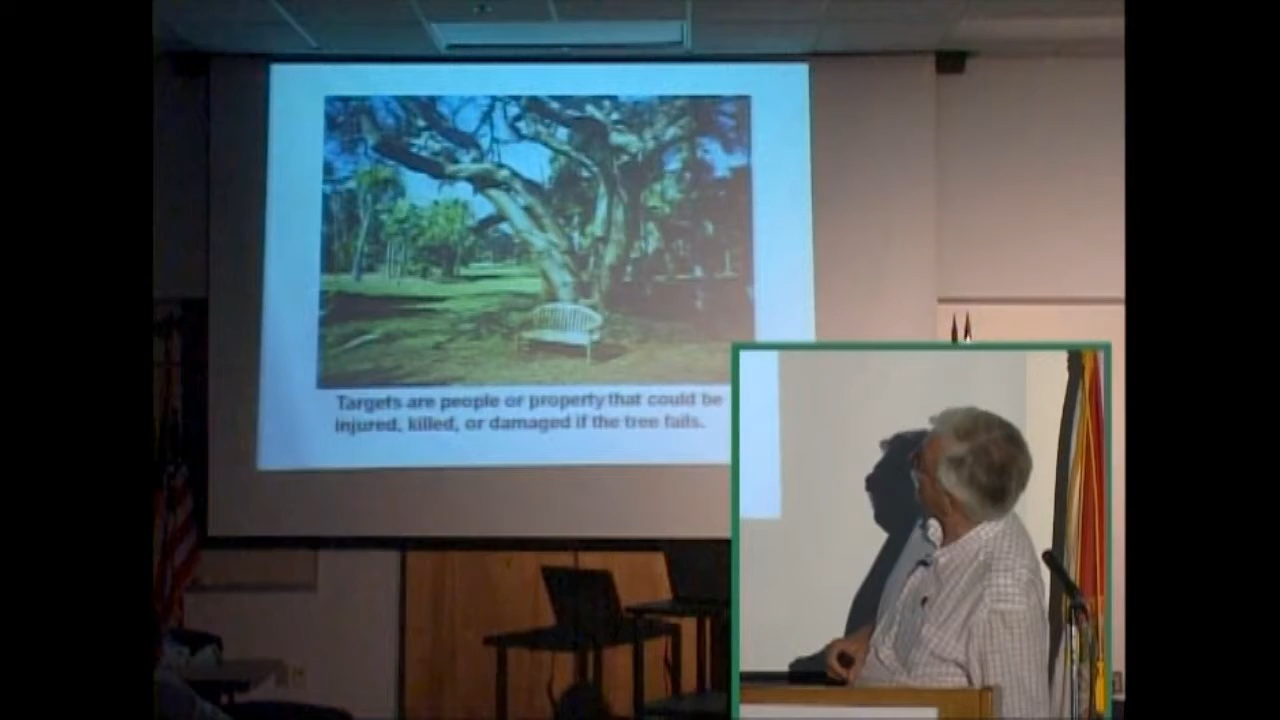 Targets are people or property that could be
injured, killed, or damaged if the tree fails.